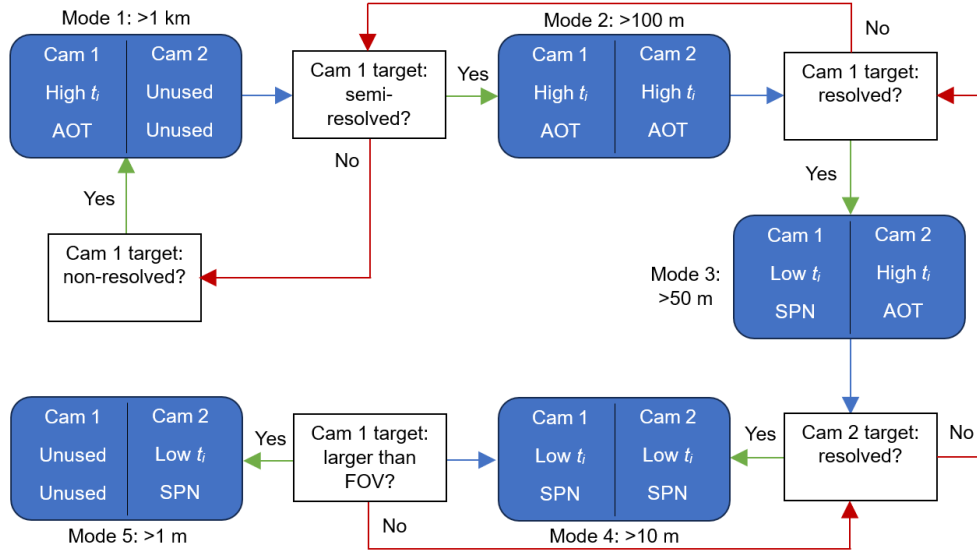 Mode 1: >1 km
Cam 1
High tᵢ
AOT
Cam 2
Unused
Unused
Cam 1 target:
semi-
resolved?
Yes
No
Mode 2: >100 m
Cam 1
High tᵢ
AOT
Cam 2
High tᵢ
AOT
No
Cam 1 target:
resolved?
Yes
Yes
Cam 1 target:
non-resolved?
Mode 3:
>50 m
Cam 1
Low tᵢ
SPN
Cam 2
High tᵢ
AOT
Cam 2 target:
resolved?
No
Yes
Cam 1
Low tᵢ
SPN
Cam 2
Low tᵢ
SPN
Mode 4: >10 m
Cam 1 target:
larger than
FOV?
Yes
No
Cam 1
Unused
Unused
Cam 2
Low tᵢ
SPN
Mode 5: >1 m